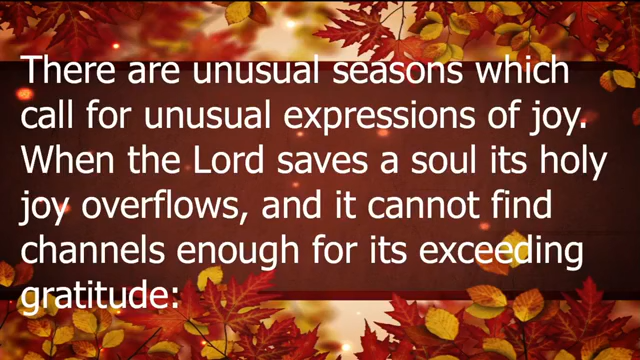 There are unusual seasons which
call for unusual expressions of joy.
When the Lord saves a soul its holy
joy overflows, and it cannot find
channels enough for its exceeding
gratitude: